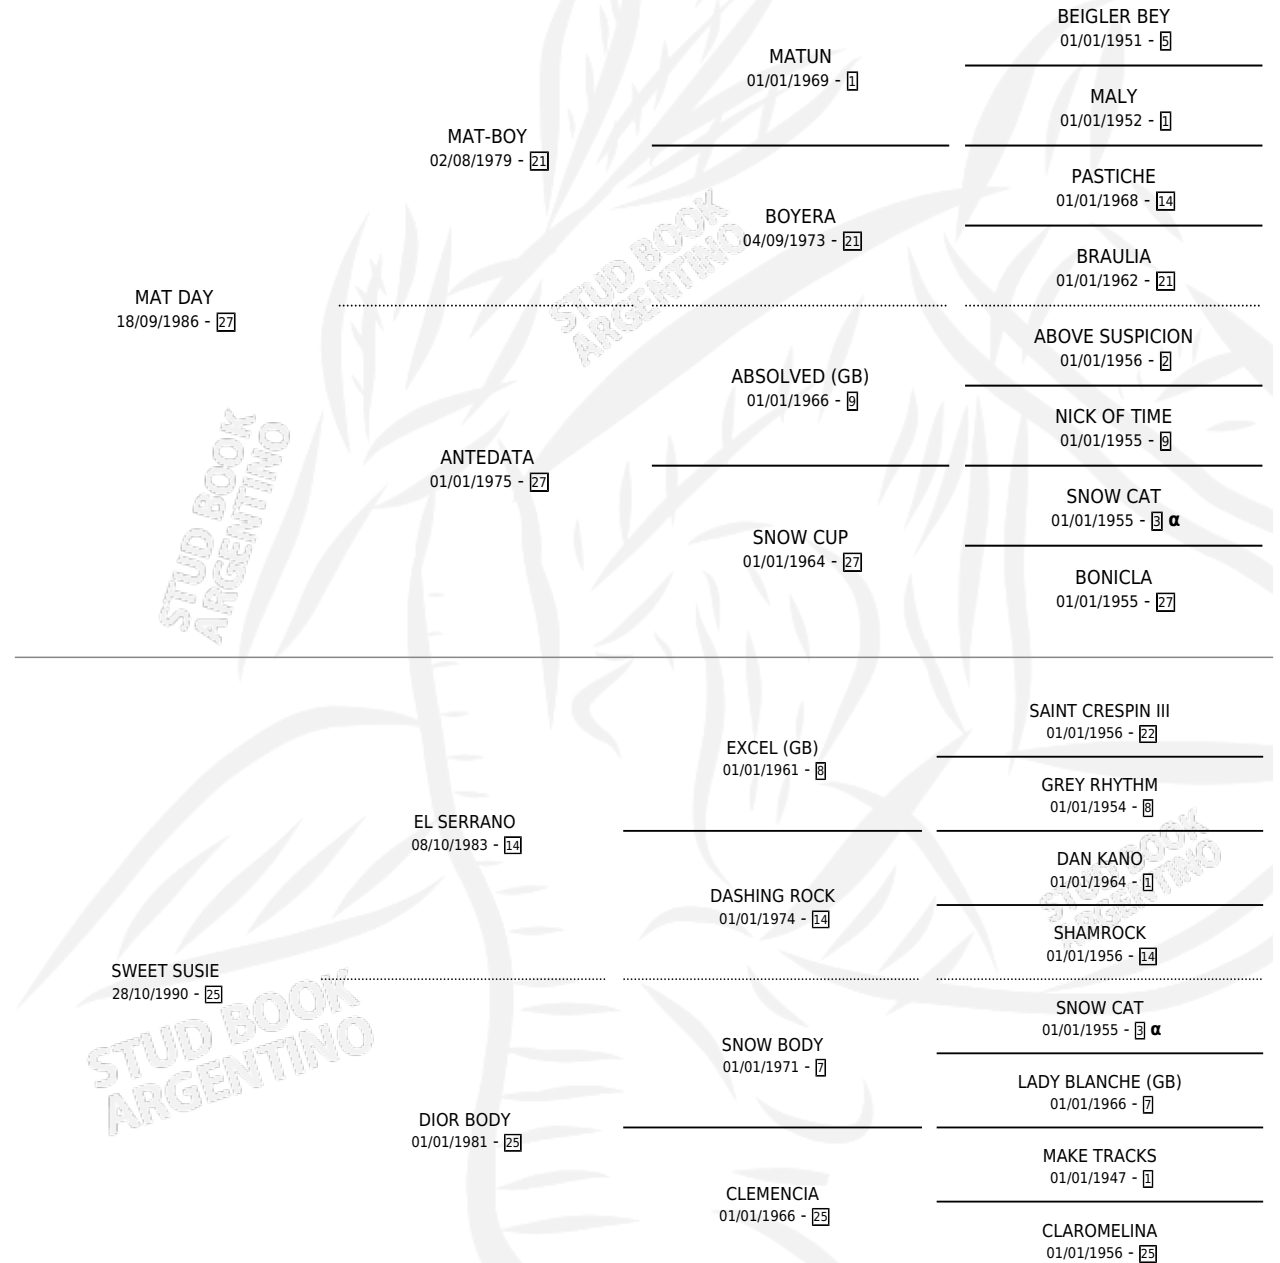 BEIGLER BEY
01/01/1951 - 5
MATUN
01/01/1969 - 1
MALY
01/01/1952 - 1
MAT-BOY
02/08/1979 - 21
PASTICHE
01/01/1968 - 14
BOYERA
04/09/1973 - 21
BRAULIA
01/01/1962 - 21
MAT DAY
18/09/1986 - 27
ABOVE SUSPICION
01/01/1956 - 2
ABSOLVED (GB)
01/01/1966 - 9
NICK OF TIME
01/01/1955 - 9
ANTEDATA
01/01/1975 - 27
SNOW CAT
01/01/1955 - 3 α
SNOW CUP
01/01/1964 - 27
BONICLA
01/01/1955 - 27
SAINT CRESPIN III
01/01/1956 - 22
EXCEL (GB)
01/01/1961 - 8
GREY RHYTHM
01/01/1954 - 8
EL SERRANO
08/10/1983 - 14
DAN KANO
01/01/1964 - 1
DASHING ROCK
01/01/1974 - 14
SHAMROCK
01/01/1956 - 14
SWEET SUSIE
28/10/1990 - 25
SNOW CAT
01/01/1955 - 3 α
SNOW BODY
01/01/1971 - 7
LADY BLANCHE (GB)
01/01/1966 - 7
DIOR BODY
01/01/1981 - 25
MAKE TRACKS
01/01/1947 - 1
CLEMENCIA
01/01/1966 - 25
CLAROMELINA
01/01/1956 - 25
STUD BOOK
ARGENTINO
STUD BOOK
ARGENTINO
STUD BOOK
ARGENTINO
STUD BOOK
ARGENTINO